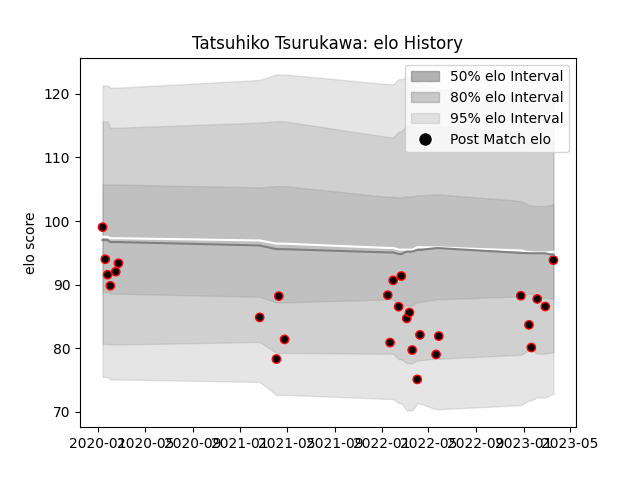 Tatsuhiko Tsurukawa: elo History
50% elo Interval
80% elo Interval
95% elo Interval
Post Match elo
elo score
120
110
100
90
80
70
2020-01 2020-05 2020-09 2021-01 2021-05 2021-09 2022-01 2022-05 2022-09 2023-01 2023-05